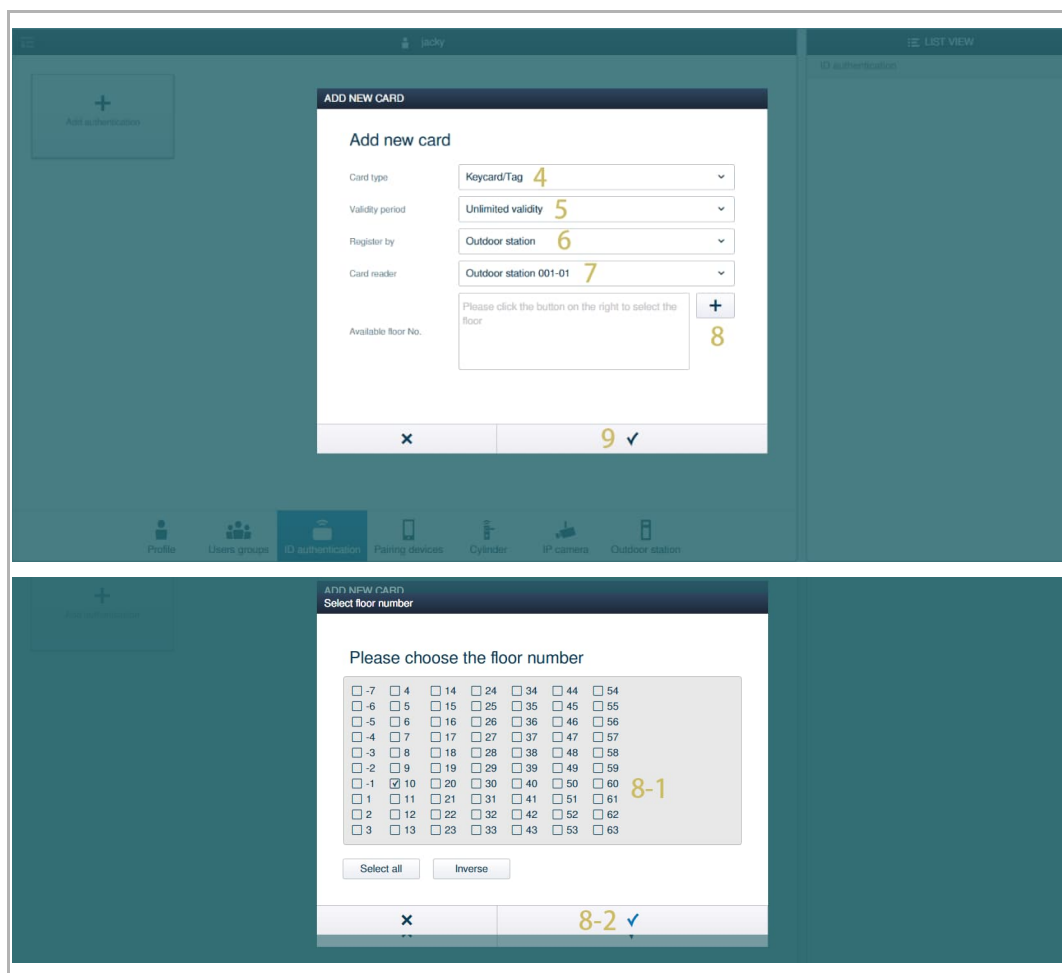 jacky
LIST VIEW
ID authentication
Add authentication
ADD NEW CARD
Add new card
Card type Keycard/Tag 4
Validity period Unlimited validity 5
Register by Outdoor station 6
Card reader Outdoor station 001-01 7
Available floor No. Please click the button on the right to select the
floor
8
9
Profile Users groups ID authentication Pairing devices Cylinder IP camera Outdoor station
ADD NEW CARD
Add authentication
Select floor number
Please choose the floor number
-7 4 14 24 34 44 54
-6 5 15 25 35 45 55
-5 6 16 26 36 46 56
-4 7 17 27 37 47 57
-3 8 18 28 38 48 58
-2 9 19 29 39 49 59
-1 10 20 30 40 50 60 8-1
1 11 21 31 41 51 61
2 12 22 32 42 52 62
3 13 23 33 43 53 63
Select all Inverse
8-2